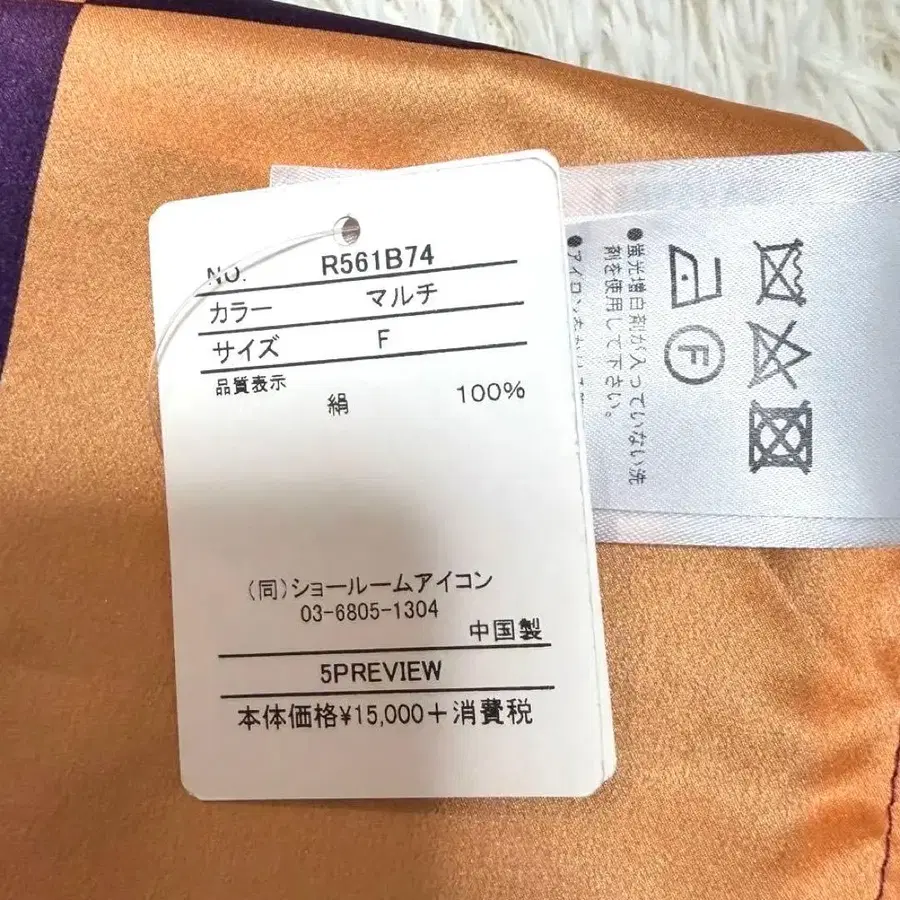 NO. R561B74
カラー マルチ
サイズ F
品質表示
絹 100%
(同)ショールームアイコン
03-6805-1304
中国製
5PREVIEW
本体価格¥15,000+消費税
●蛍光増白剤が入っていない洗
剤を使用して下さい。
F